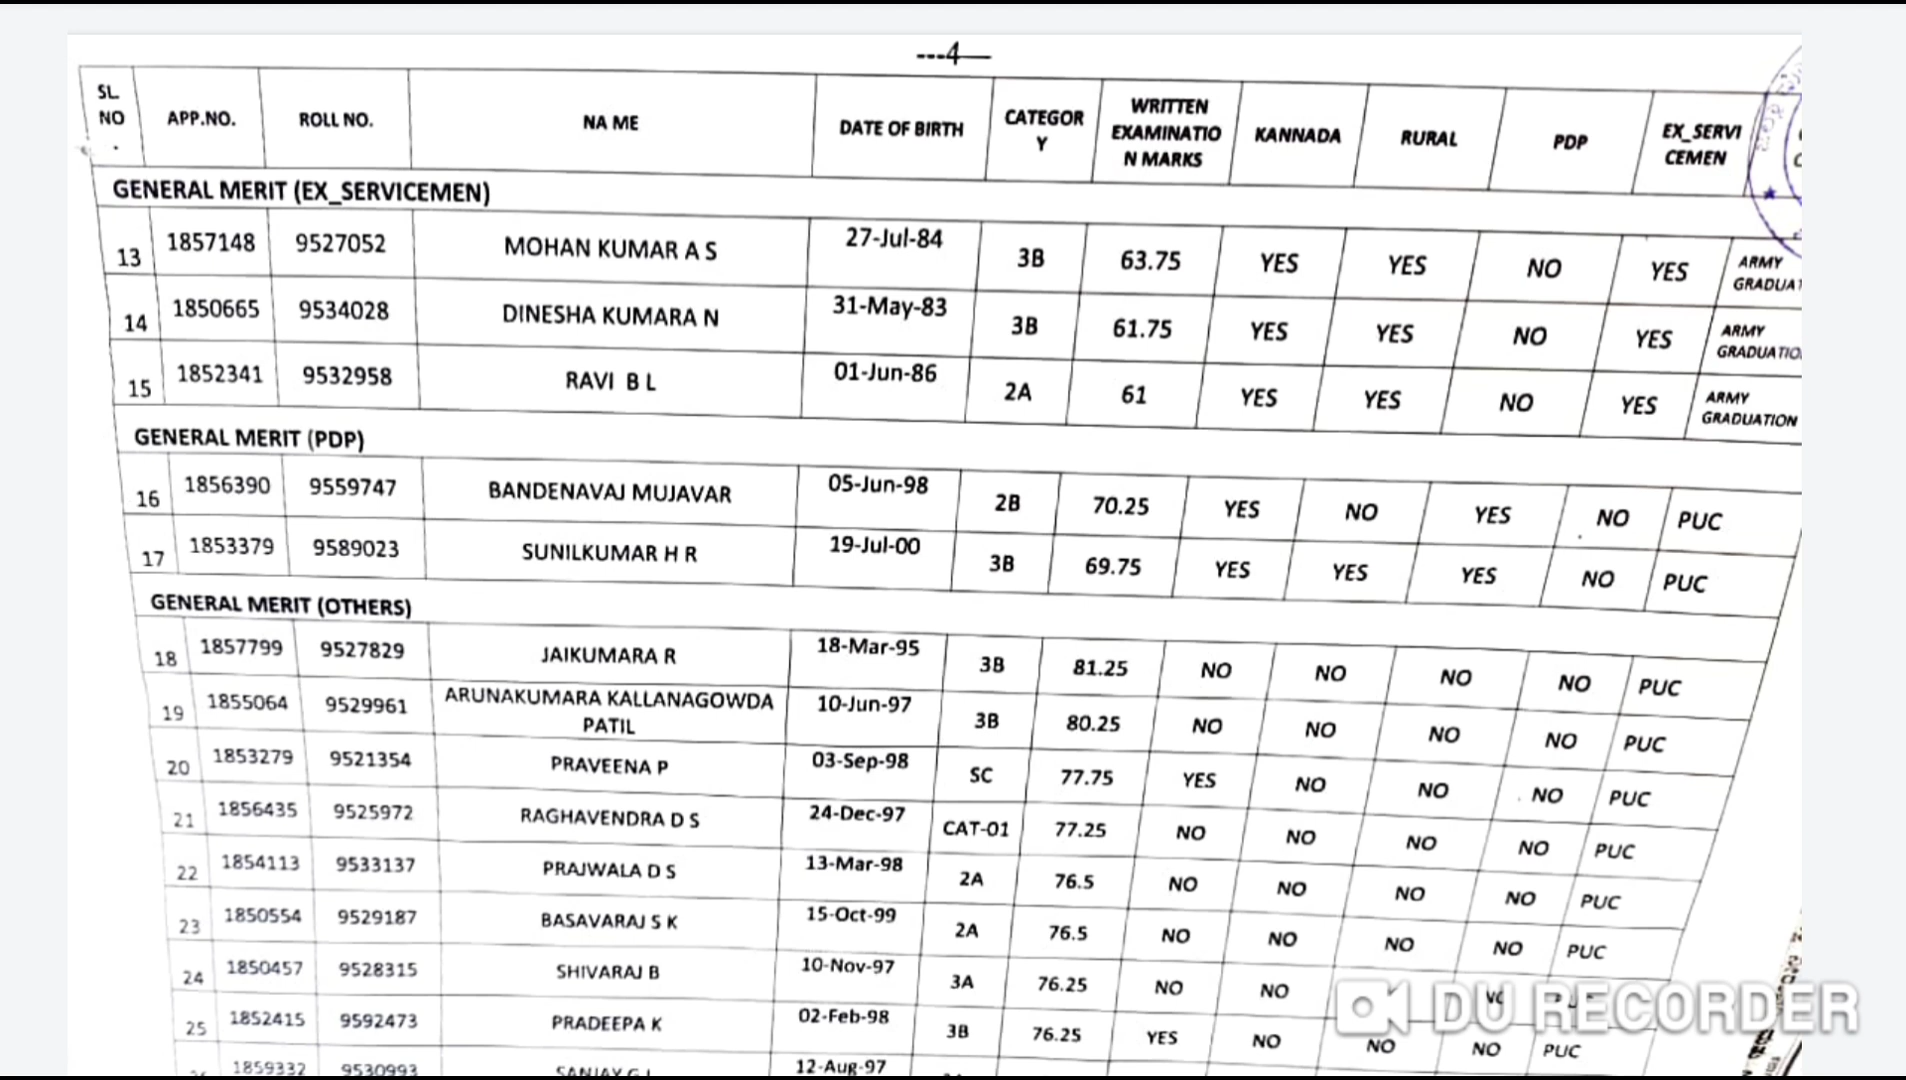 ---4—
SL NO . APP.NO. ROLL NO. NAME DATE OF BIRTH CATEGOR Y WRITTEN EXAMINATIO N MARKS KANNADA RURAL PDP EX_SERVI CEMEN
GENERAL MERIT (EX_SERVICEMEN)
13 1857148 9527052 MOHAN KUMAR A S 27-Jul-84 3B 63.75 YES YES NO YES ARMY GRADUA
14 1850665 9534028 DINESHA KUMARA N 31-May-83 3B 61.75 YES YES NO YES ARMY GRADUATIO
15 1852341 9532958 RAVI B L 01-Jun-86 2A 61 YES YES NO YES ARMY GRADUATION
GENERAL MERIT (PDP)
16 1856390 9559747 BANDENAVAJ MUJAVAR 05-Jun-98 2B 70.25 YES NO YES NO PUC
17 1853379 9589023 SUNILKUMAR H R 19-Jul-00 3B 69.75 YES YES YES NO PUC
GENERAL MERIT (OTHERS)
18 1857799 9527829 JAIKUMARA R 18-Mar-95 3B 81.25 NO NO NO NO PUC
19 1855064 9529961 ARUNAKUMARA KALLANAGOWDA PATIL 10-Jun-97 3B 80.25 NO NO NO NO PUC
20 1853279 9521354 PRAVEENA P 03-Sep-98 SC 77.75 YES NO NO NO PUC
21 1856435 9525972 RAGHAVENDRA D S 24-Dec-97 CAT-01 77.25 NO NO NO NO PUC
22 1854113 9533137 PRAJWALA D S 13-Mar-98 2A 76.5 NO NO NO NO PUC
23 1850554 9529187 BASAVARAJ S K 15-Oct-99 2A 76.5 NO NO NO NO PUC
24 1850457 9528315 SHIVARAJ B 10-Nov-97 3A 76.25 NO NO NO
25 1852415 9592473 PRADEEPA K 02-Feb-98 3B 76.25 YES NO NO NO PUC
1859332 9530993 SANJAY G L 12-Aug-97
DU RECORDER